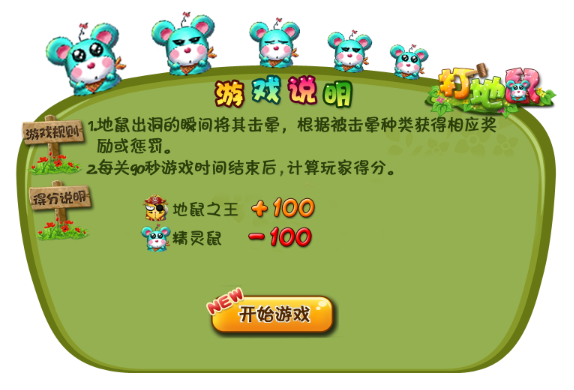 打地鼠
游戏说明
游戏规则
1.地鼠出洞的瞬间将其击晕，根据被击晕种类获得相应奖
励或惩罚。
2.每关90秒游戏时间结束后,计算玩家得分。
得分说明
地鼠之王 +100
精灵鼠 -100
NEW
开始游戏